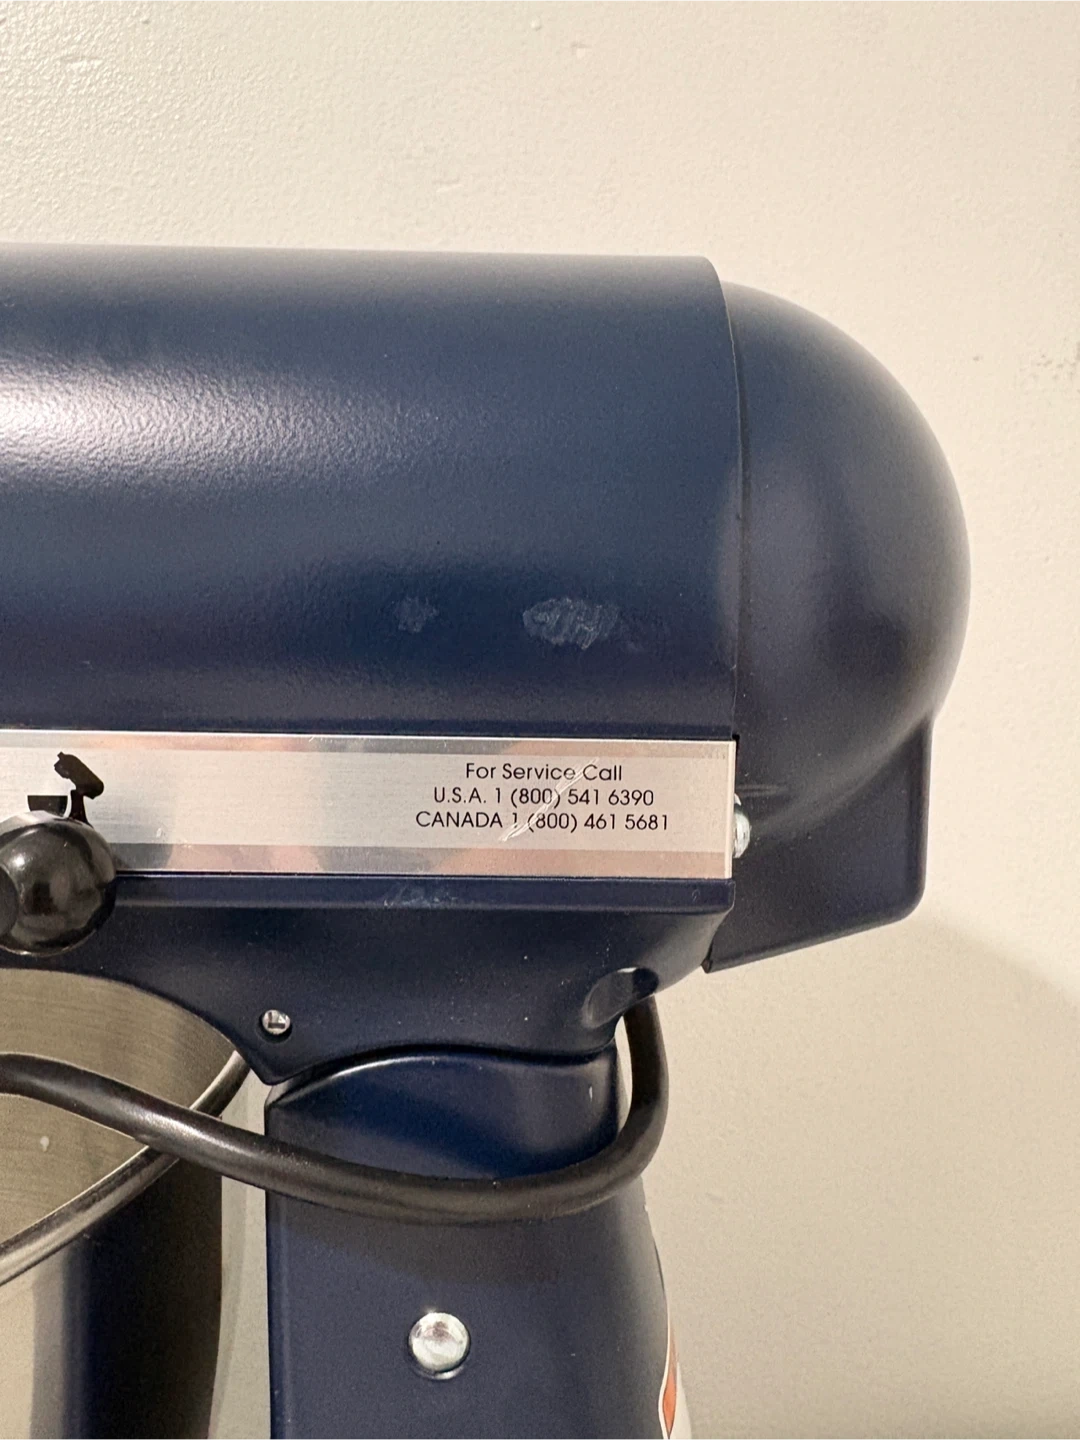 For Service Call
U.S.A. 1 (800) 541 6390
CANADA 1 (800) 461 5681